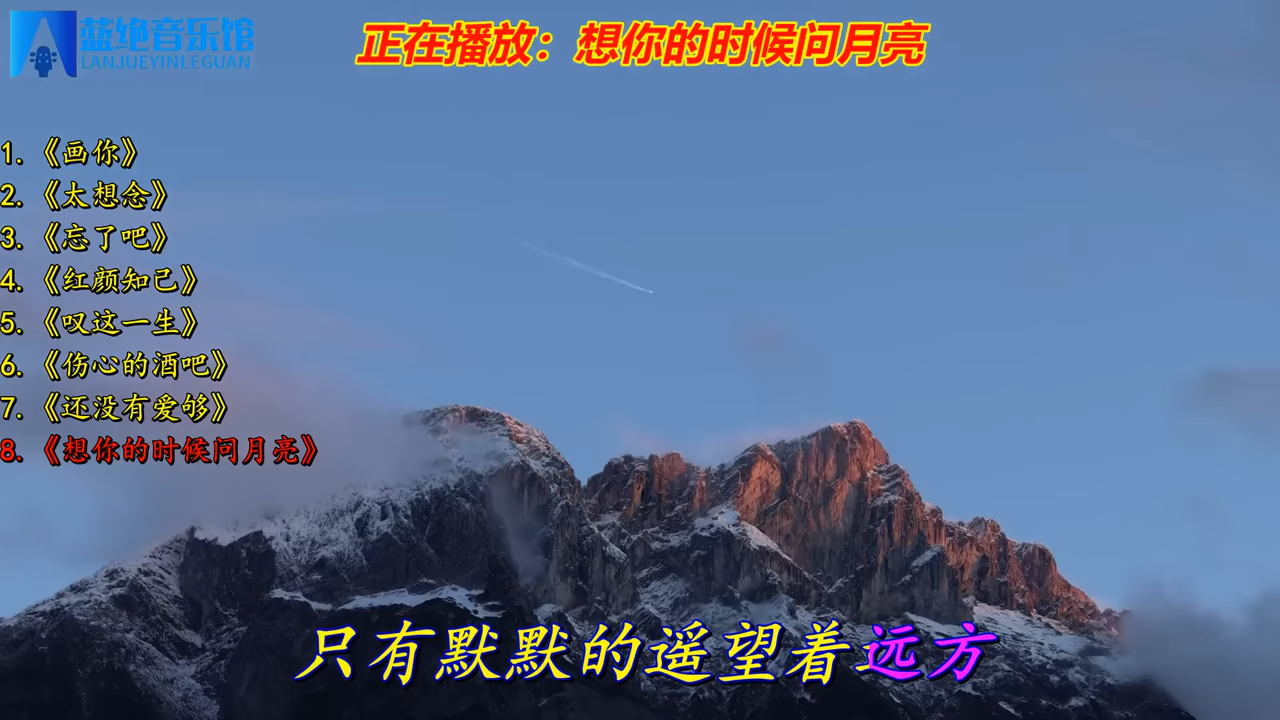 蓝绝音乐馆
LANJUEYINLEGUAN
正在播放：想你的时候问月亮
1.《画你》
2.《太想念》
3.《忘了吧》
4.《红颜知己》
5.《叹这一生》
6.《伤心的酒吧》
7.《还没有爱够》
8.《想你的时候问月亮》
只有默默的遥望着远方